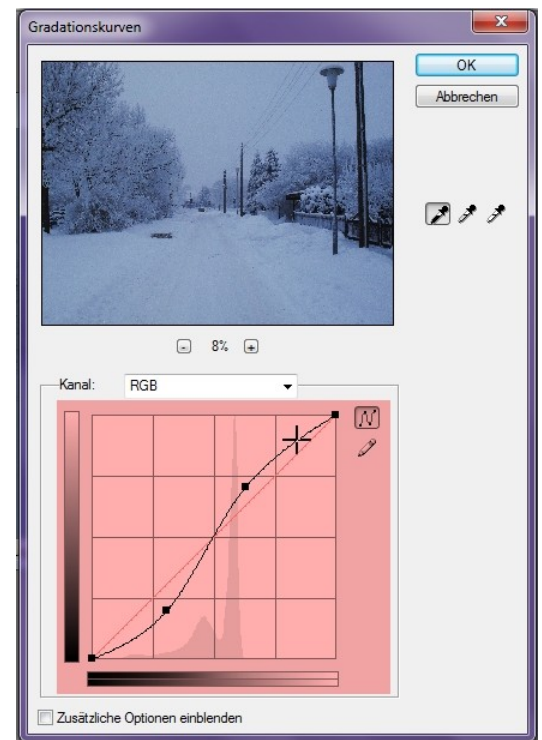 Gradationskurven
OK
Abbrechen
8%
Kanal: RGB
Zusätzliche Optionen einblenden